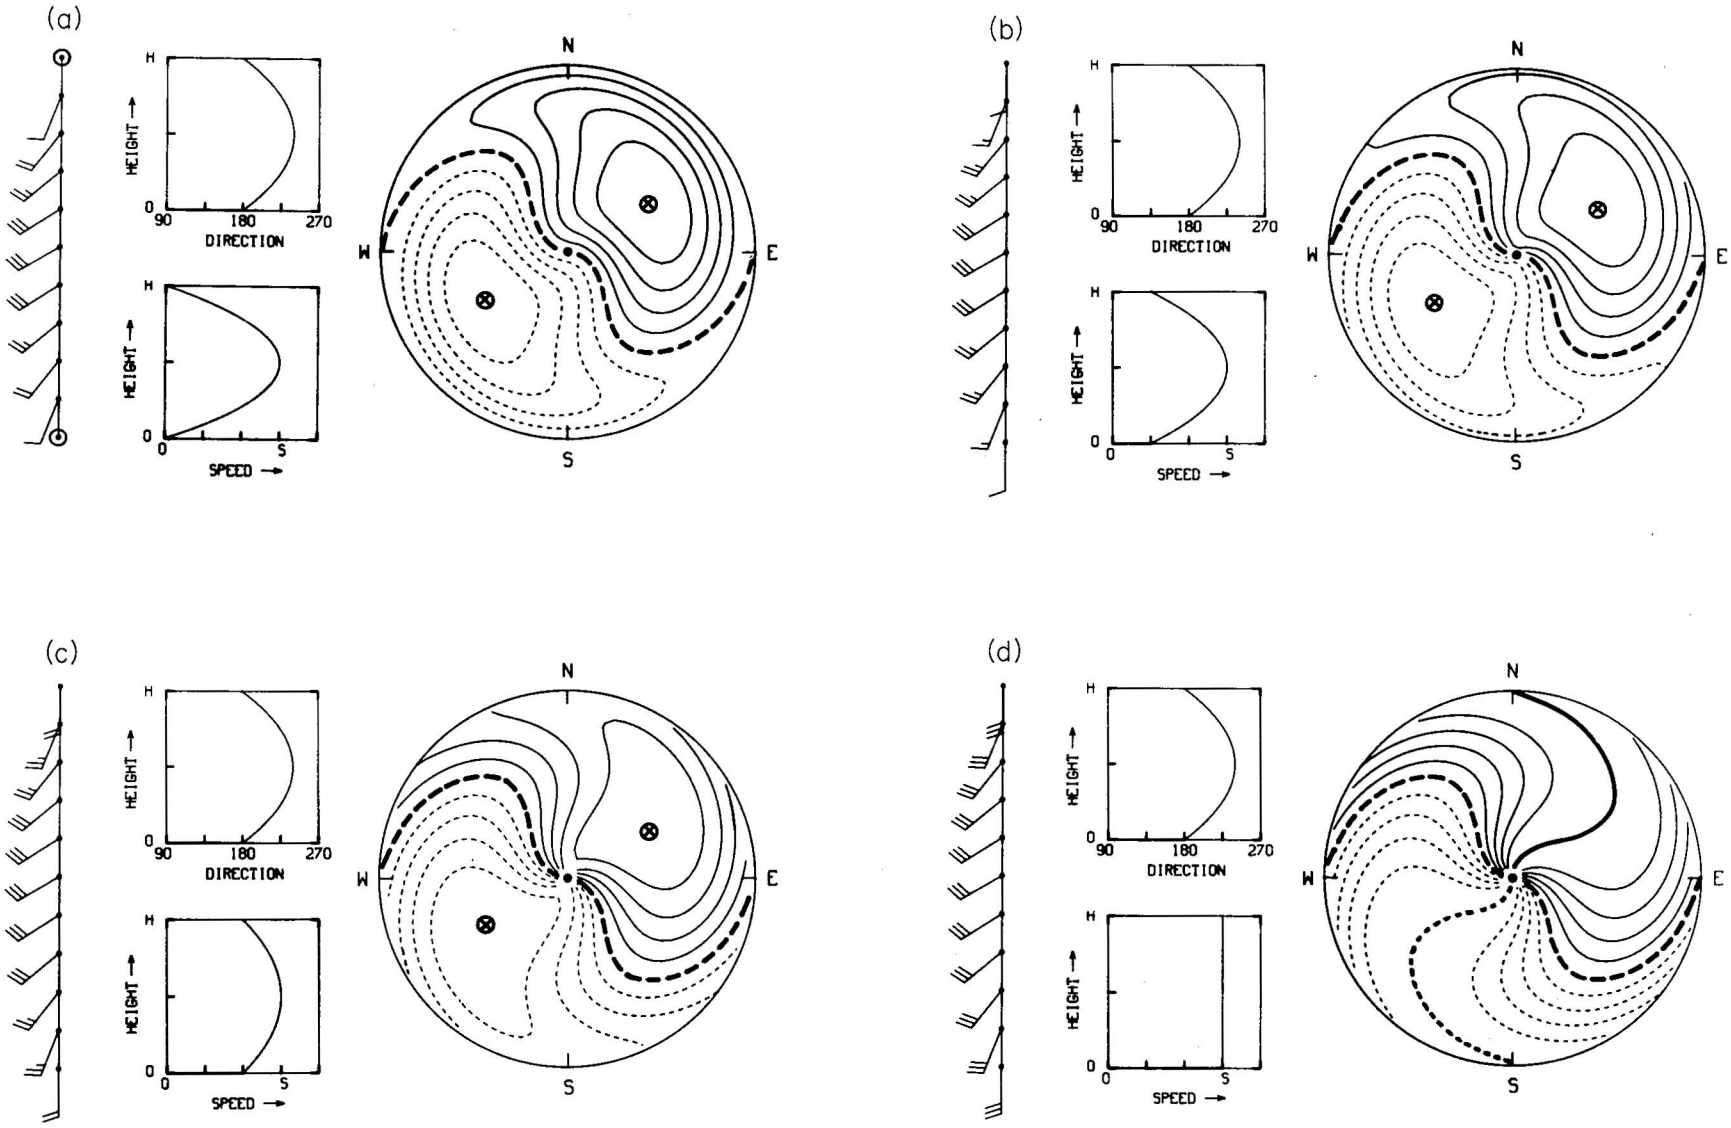 (a)
N
H
HEIGHT →
0
90 180 270
DIRECTION
W E
H
HEIGHT →
0
0 S
SPEED →
S
(b)
N
H
HEIGHT →
0
90 180 270
DIRECTION
W E
H
HEIGHT →
0
0 S
SPEED →
S
(c)
N
H
HEIGHT →
0
90 180 270
DIRECTION
W E
H
HEIGHT →
0
0 S
SPEED →
S
(d)
N
H
HEIGHT →
0
90 180 270
DIRECTION
W E
H
HEIGHT →
0
0 S
SPEED →
S